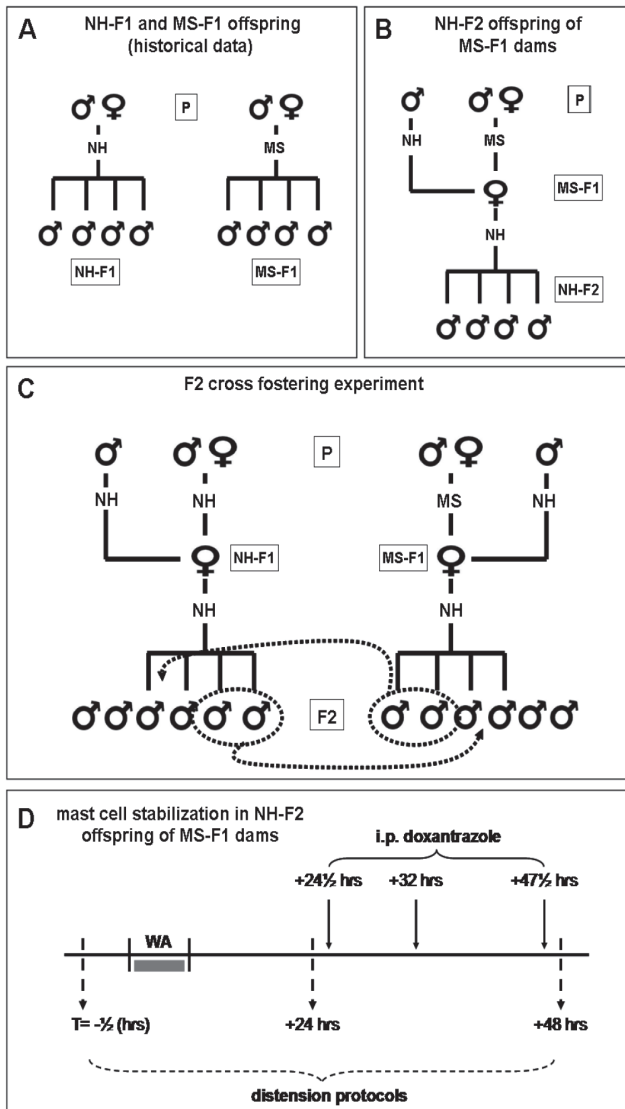 A
NH-F1 and MS-F1 offspring
(historical data)
P
NH
MS
NH-F1
MS-F1
B
NH-F2 offspring of
MS-F1 dams
P
NH
MS
MS-F1
NH
NH-F2
C
F2 cross fostering experiment
P
NH
NH
MS
NH
NH-F1
MS-F1
NH
NH
F2
D
mast cell stabilization in NH-F2
offspring of MS-F1 dams
i.p. doxantrazole
+24½ hrs
+32 hrs
+47½ hrs
WA
T= -½ (hrs)
+24 hrs
+48 hrs
distension protocols